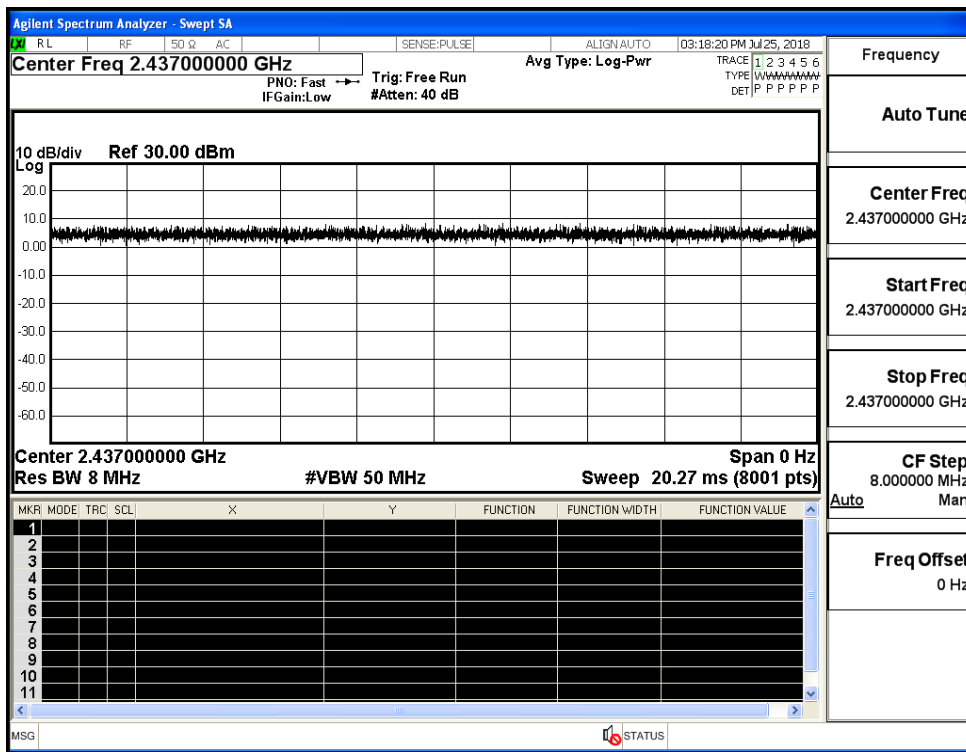 Agilent Spectrum Analyzer - Swept SA
LXI RL RF 50 Ω AC SENSE:PULSE ALIGN AUTO 03:18:20 PM Jul 25, 2018
Center Freq 2.437000000 GHz
PNO: Fast
IFGain:Low
Trig: Free Run
#Atten: 40 dB
Avg Type: Log-Pwr
TRACE 1 2 3 4 5 6
TYPE WWWWWW
DET P P P P P P
10 dB/div Ref 30.00 dBm
Log
20.0
10.0
0.00
-10.0
-20.0
-30.0
-40.0
-50.0
-60.0
Center 2.437000000 GHz Span 0 Hz
Res BW 8 MHz #VBW 50 MHz Sweep 20.27 ms (8001 pts)
MKR MODE TRC SCL X Y FUNCTION FUNCTION WIDTH FUNCTION VALUE
1
2
3
4
5
6
7
8
9
10
11
MSG STATUS
Frequency
Auto Tune
Center Freq
2.437000000 GHz
Start Freq
2.437000000 GHz
Stop Freq
2.437000000 GHz
CF Step
8.000000 MHz
Auto Man
Freq Offset
0 Hz